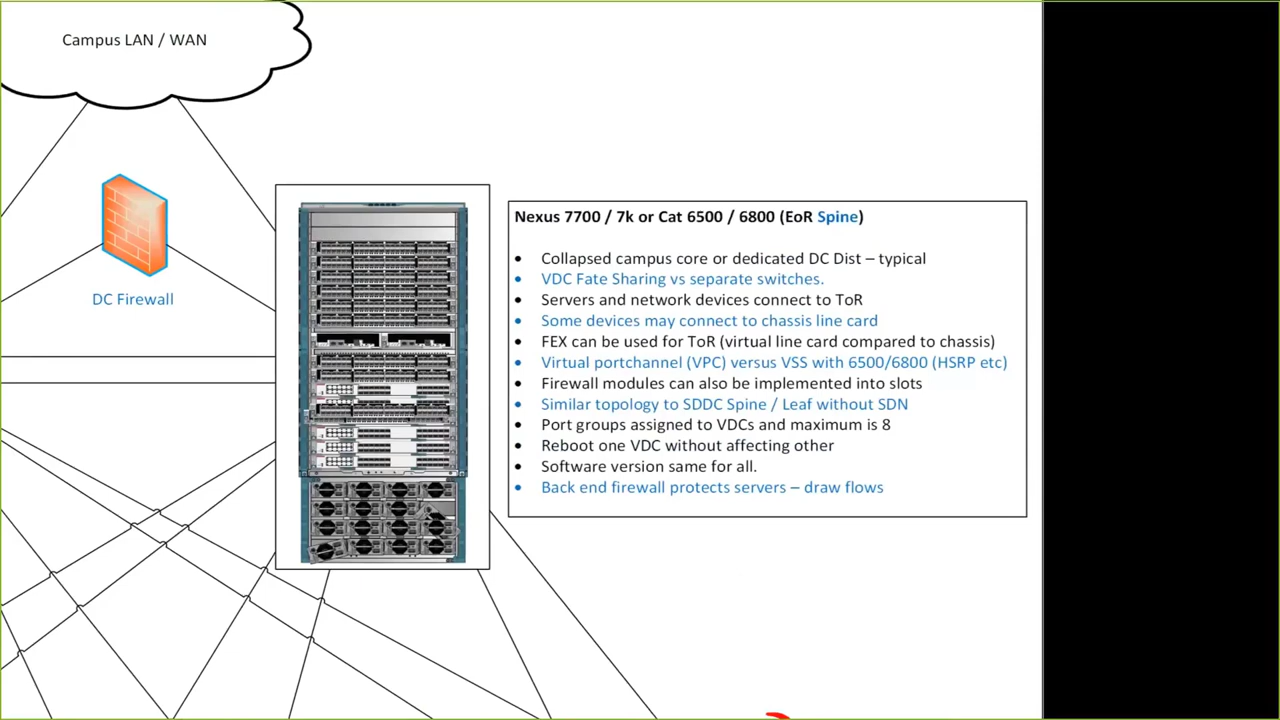 Campus LAN / WAN
DC Firewall
Nexus 7700 / 7k or Cat 6500 / 6800 (EoR Spine)
• Collapsed campus core or dedicated DC Dist – typical
• VDC Fate Sharing vs separate switches.
• Servers and network devices connect to ToR
• Some devices may connect to chassis line card
• FEX can be used for ToR (virtual line card compared to chassis)
• Virtual portchannel (VPC) versus VSS with 6500/6800 (HSRP etc)
• Firewall modules can also be implemented into slots
• Similar topology to SDDC Spine / Leaf without SDN
• Port groups assigned to VDCs and maximum is 8
• Reboot one VDC without affecting other
• Software version same for all.
• Back end firewall protects servers – draw flows